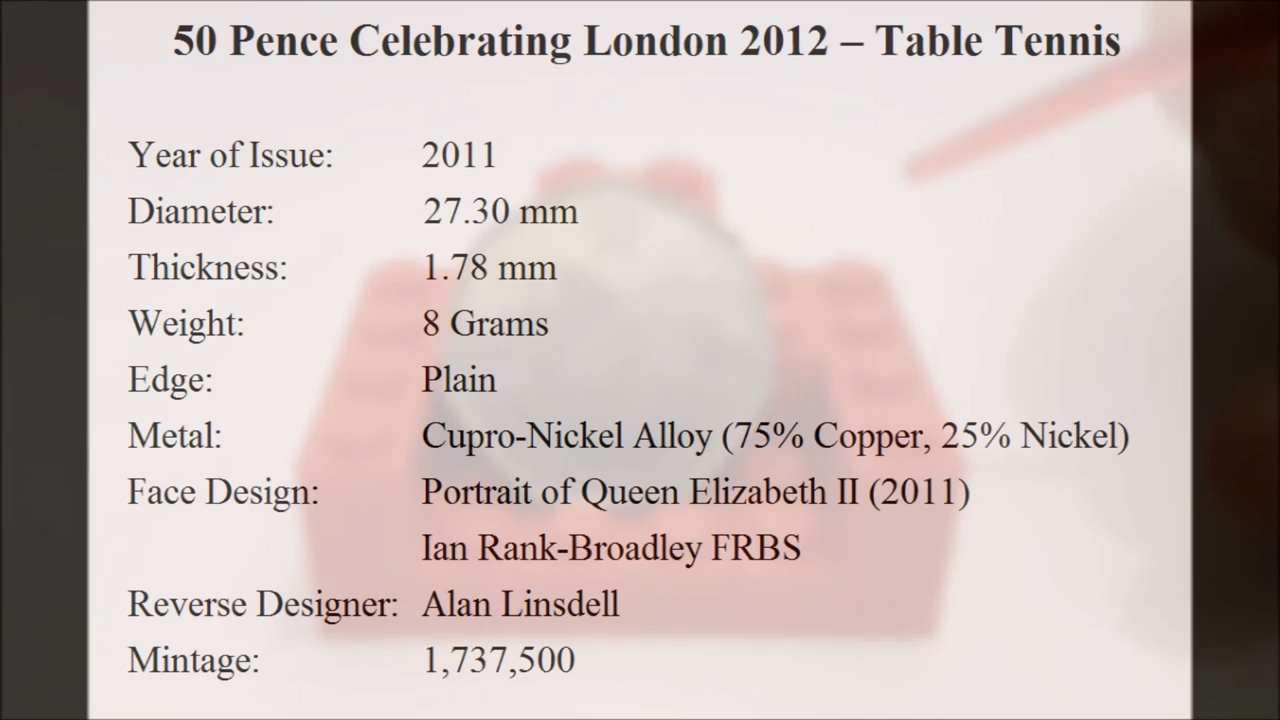 50 Pence Celebrating London 2012 – Table Tennis
Year of Issue: 2011
Diameter: 27.30 mm
Thickness: 1.78 mm
Weight: 8 Grams
Edge: Plain
Metal: Cupro-Nickel Alloy (75% Copper, 25% Nickel)
Face Design: Portrait of Queen Elizabeth II (2011)
Ian Rank-Broadley FRBS
Reverse Designer: Alan Linsdell
Mintage: 1,737,500